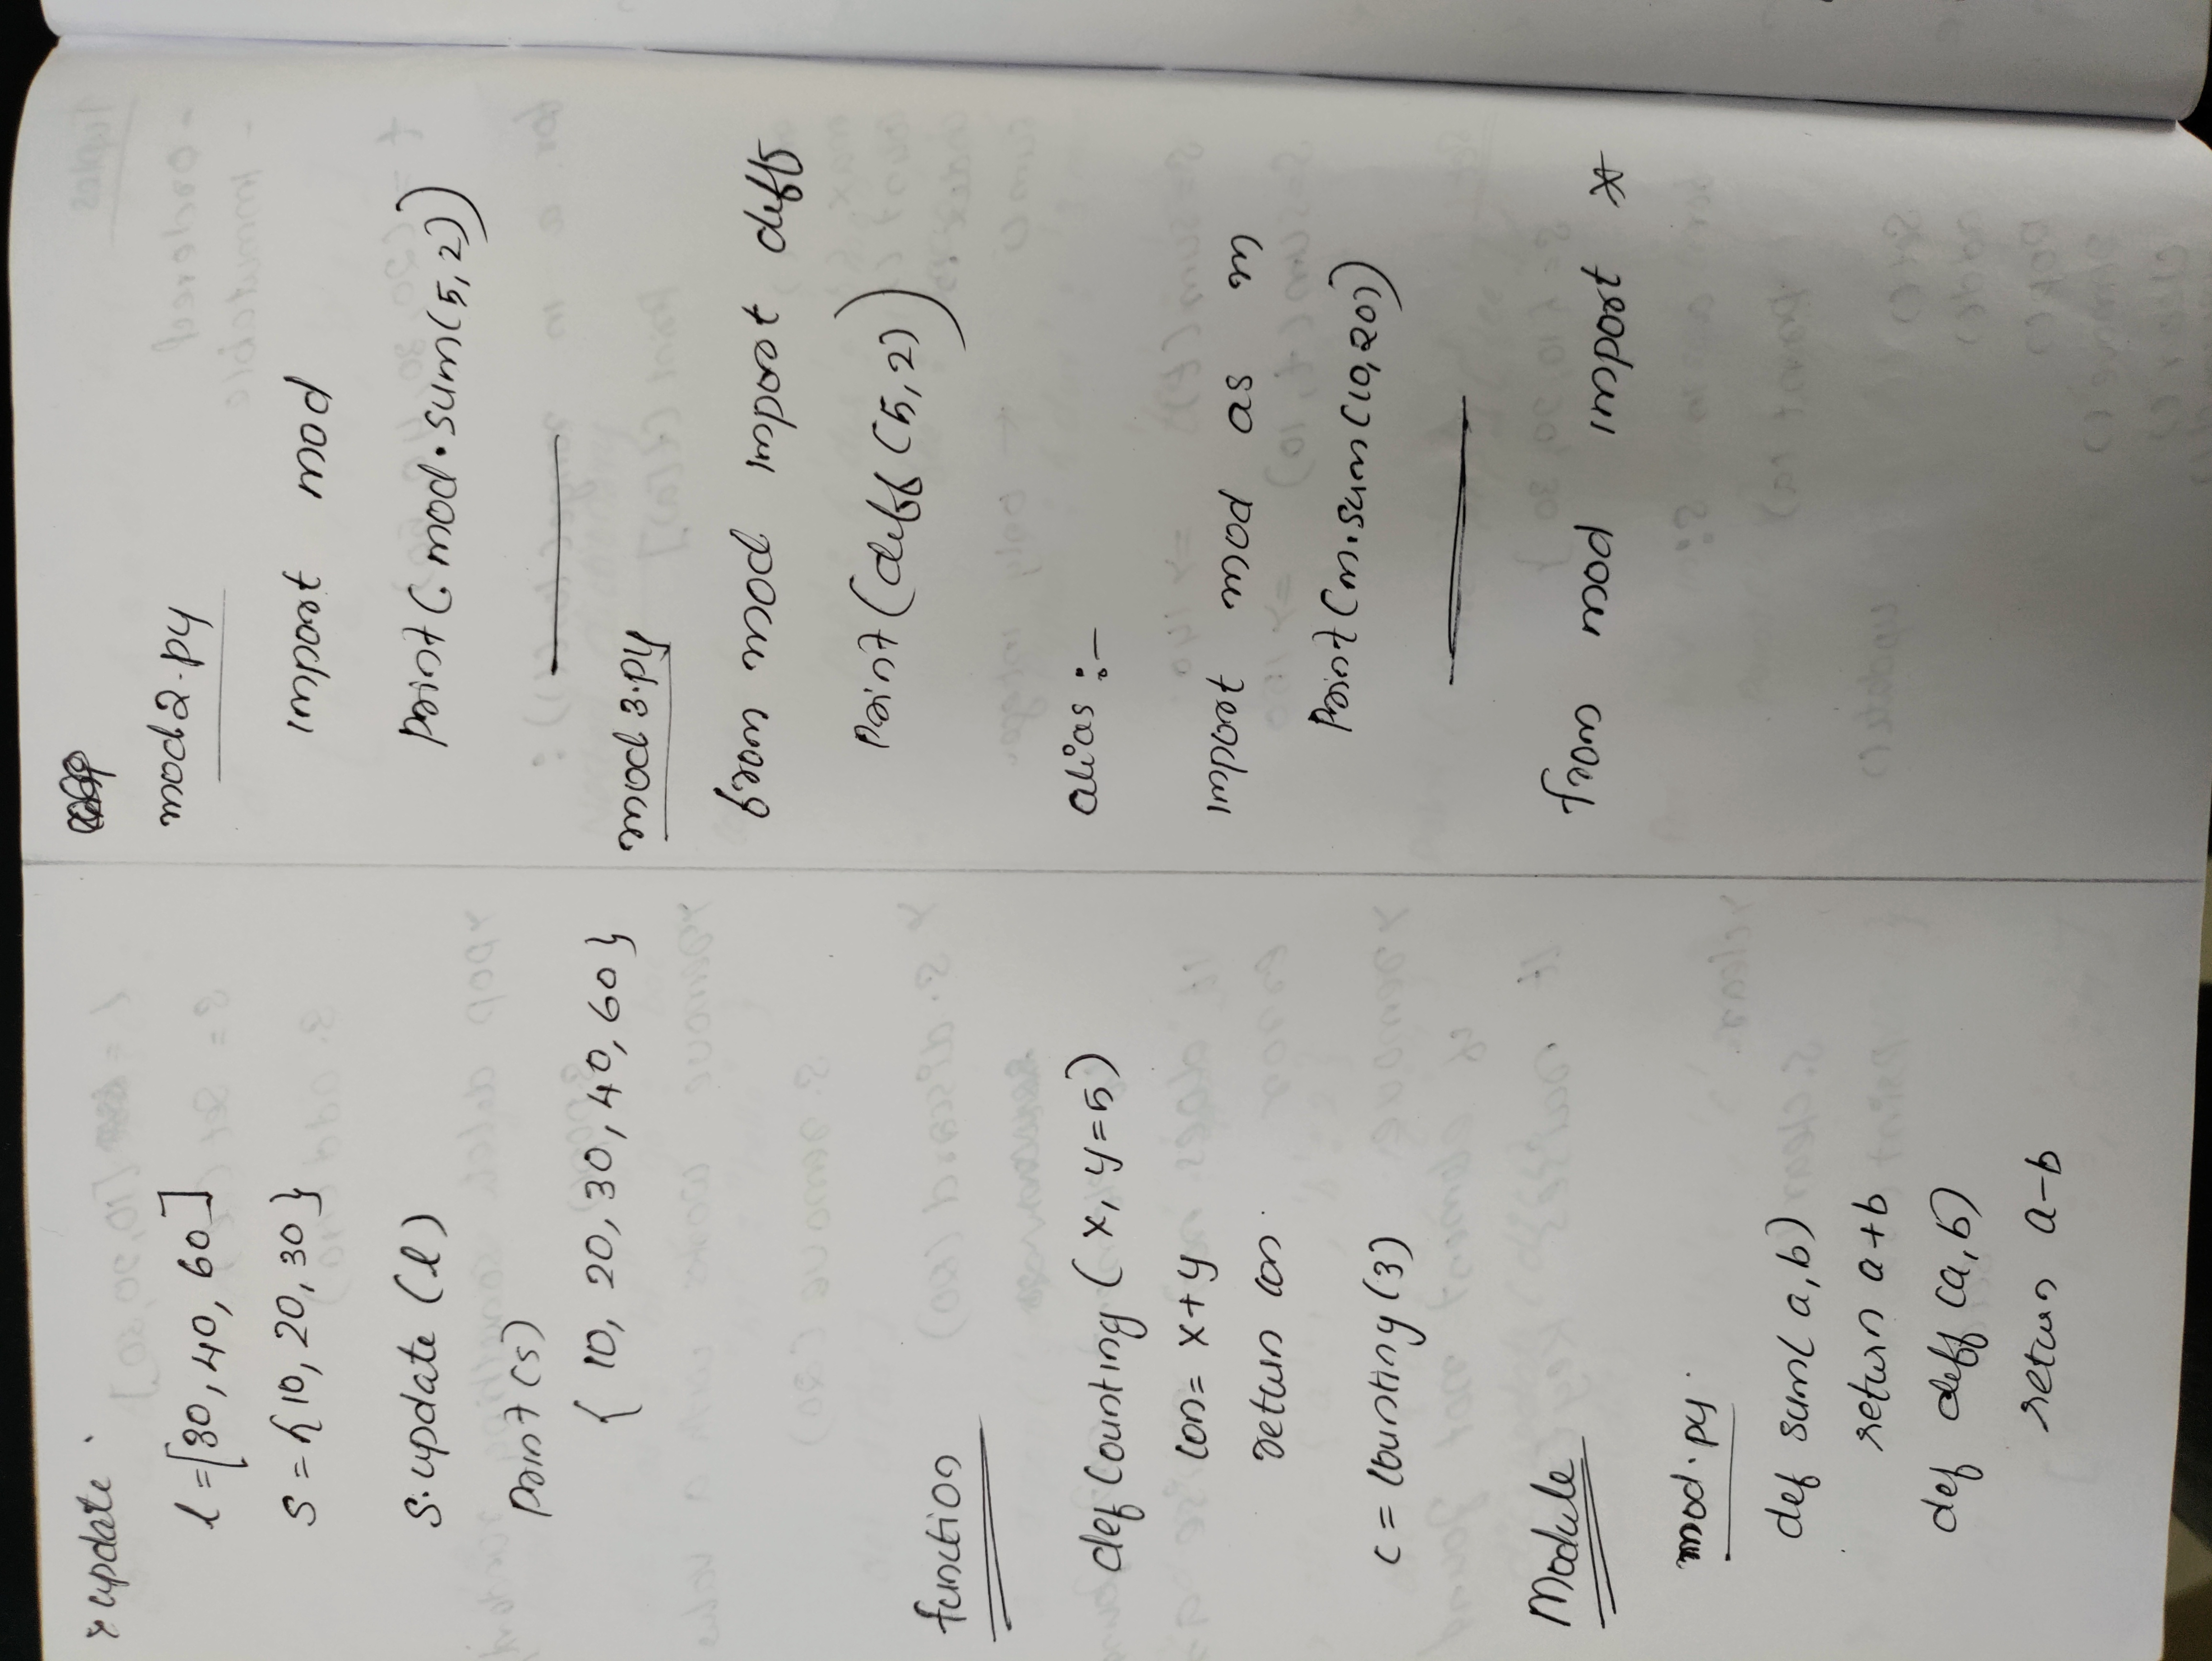 * update
l = [30, 40, 60]
s = {10, 20, 30}
s.update (l)
print (s)
{ 10, 20, 30, 40, 60 }
function
def counting ( x, y=5)
con = x+y
return con
c = counting (3)
Module
mod.py
def sum( a,b)
return a+b
def diff (a,b)
return a-b
mod2.py
import mod
print (. mod.sum(5,2))
mod 3.py
from mod import diff
print (diff (5,2))
alias :-
import mod as m
print (m.sum (10,20))
from mod import *